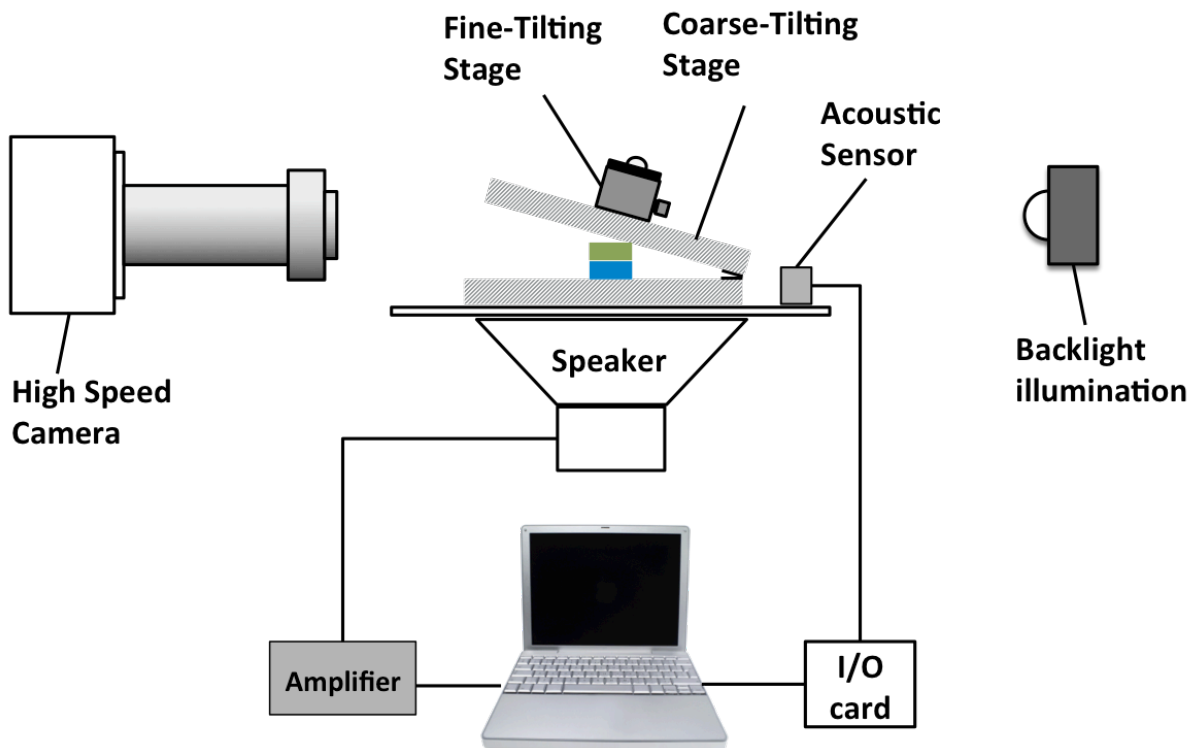 Fine-Tilting
Stage
Coarse-Tilting
Stage
Acoustic
Sensor
High Speed
Camera
Speaker
Backlight
illumination
Amplifier
I/O
card